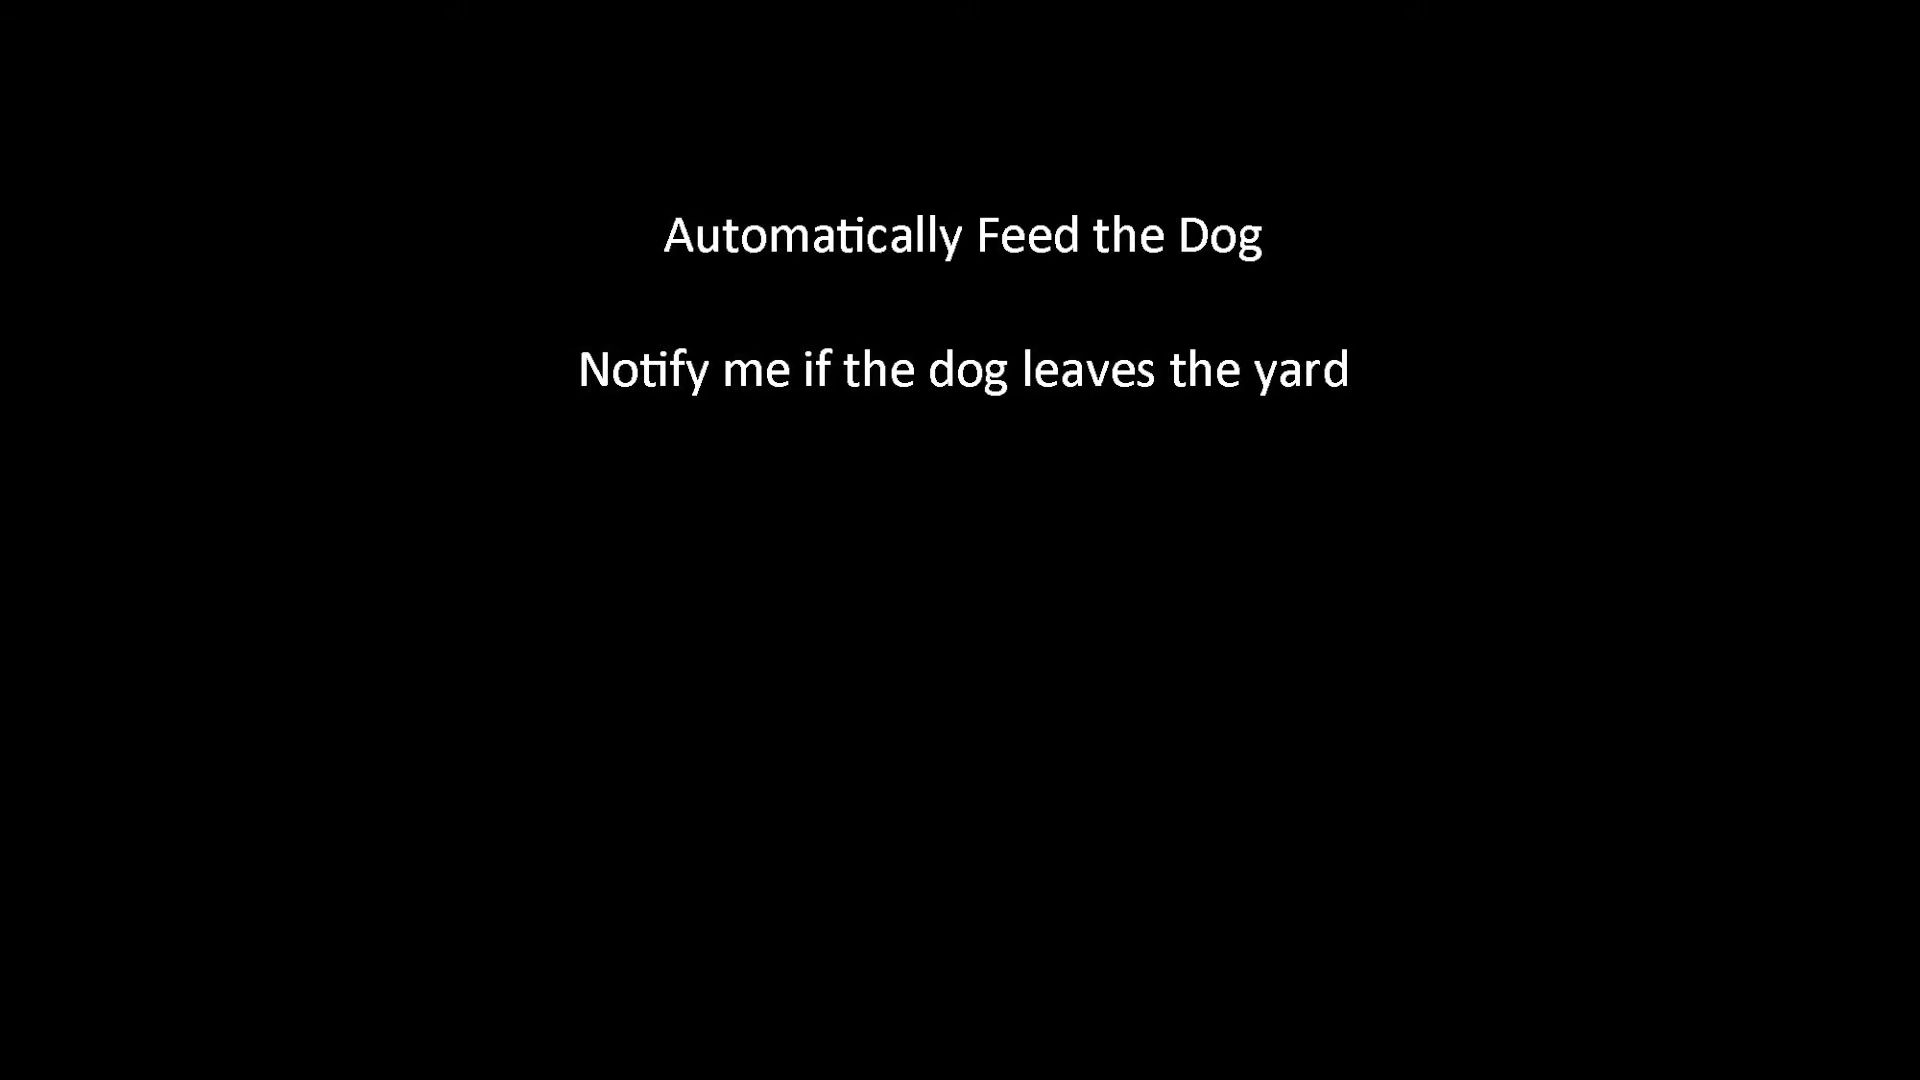 Automatically Feed the Dog
Notify me if the dog leaves the yard